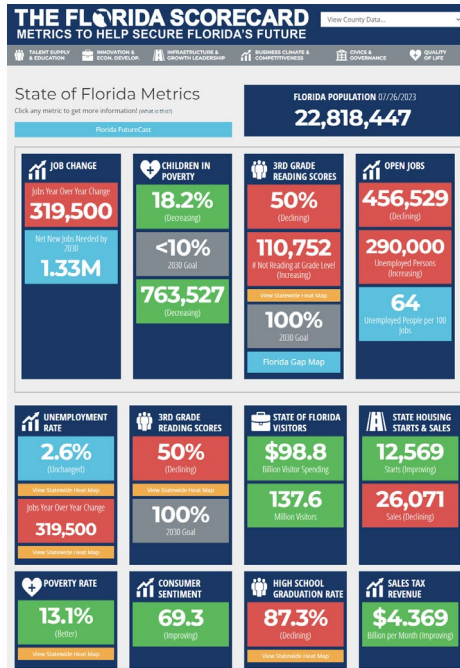 THE FLORIDA SCORECARD
METRICS TO HELP SECURE FLORIDA'S FUTURE
View County Data...
TALENT SUPPLY & EDUCATION
INNOVATION & ECON. DEVELOP.
INFRASTRUCTURE & GROWTH LEADERSHIP
BUSINESS CLIMATE & COMPETITIVENESS
CIVICS & GOVERNANCE
QUALITY OF LIFE
State of Florida Metrics
Click any metric to get more information! (What is this?)
Florida FutureCast
FLORIDA POPULATION 07/26/2023
22,818,447
JOB CHANGE
Jobs Year Over Year Change
319,500
Net New Jobs Needed by
2030
1.33M
CHILDREN IN
POVERTY
18.2%
(Decreasing)
<10%
2030 Goal
763,527
(Decreasing)
3RD GRADE
READING SCORES
50%
(Declining)
110,752
# Not Reading at Grade Level
(Increasing)
View Statewide Heat Map
100%
2030 Goal
Florida Gap Map
OPEN JOBS
456,529
(Declining)
290,000
Unemployed Persons
(Increasing)
64
Unemployed People per 100
Jobs
UNEMPLOYMENT
RATE
2.6%
(Unchanged)
View Statewide Heat Map
Jobs Year Over Year Change
319,500
View Statewide Heat Map
3RD GRADE
READING SCORES
50%
(Declining)
View Statewide Heat Map
100%
2030 Goal
STATE OF FLORIDA
VISITORS
$98.8
Billion Visitor Spending
137.6
Million Visitors
STATE HOUSING
STARTS & SALES
12,569
Starts (Improving)
26,071
Sales (Declining)
POVERTY RATE
13.1%
(Better)
View Statewide Heat Map
CONSUMER
SENTIMENT
69.3
(Improving)
HIGH SCHOOL
GRADUATION RATE
87.3%
(Declining)
View Statewide Heat Map
SALES TAX
REVENUE
$4.369
Billion per Month (Improving)